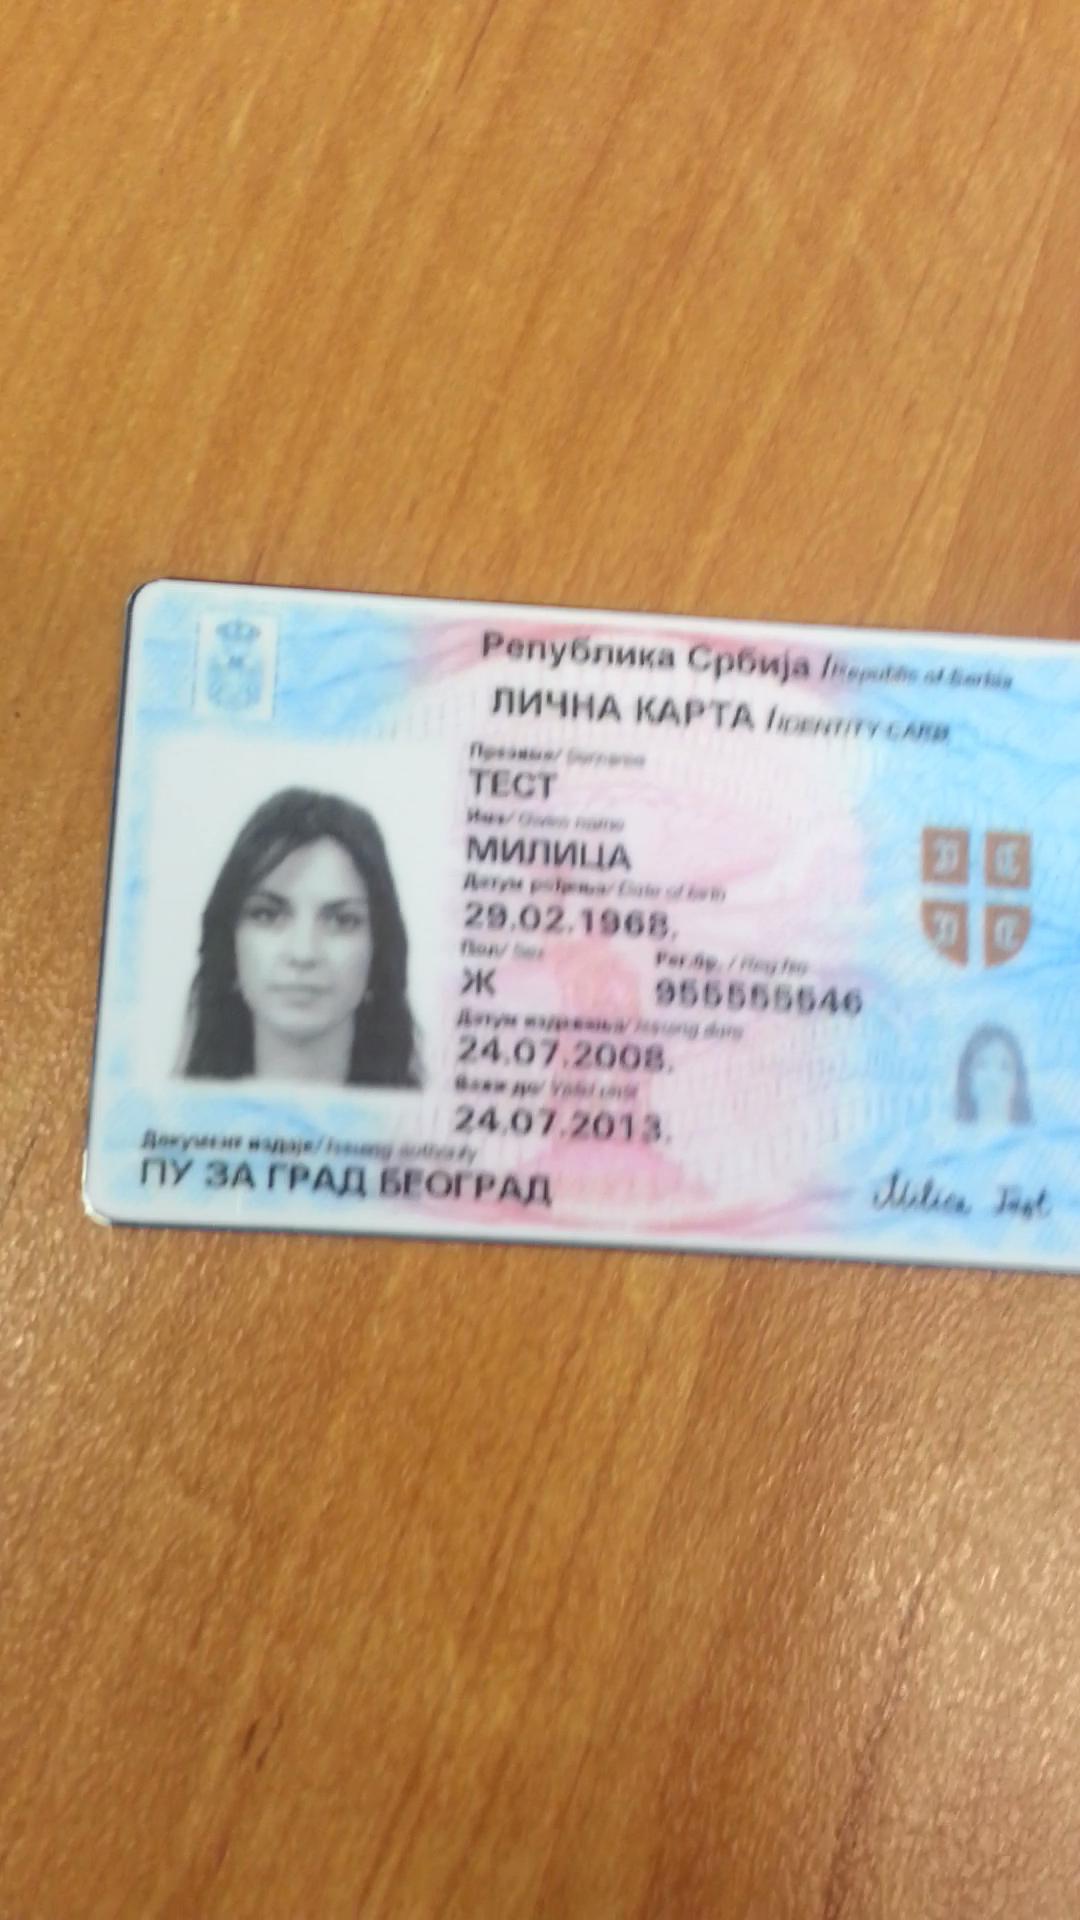 Република Србија /Republic of Serbia
ЛИЧНА КАРТА /IDENTITY CARD
Презиме/ Surname
ТЕСТ
Име/ Given name
МИЛИЦА
Датум рођења/ Date of birth
29.02.1968.
Пол/ Sex Рег.бр. / Reg.No
Ж 955555546
Датум издавања/ Issuing date
24.07.2008.
Важи до/ Valid until
24.07.2013.
Документ издаје/ Issuing authority
ПУ ЗА ГРАД БЕОГРАД
Milica Test